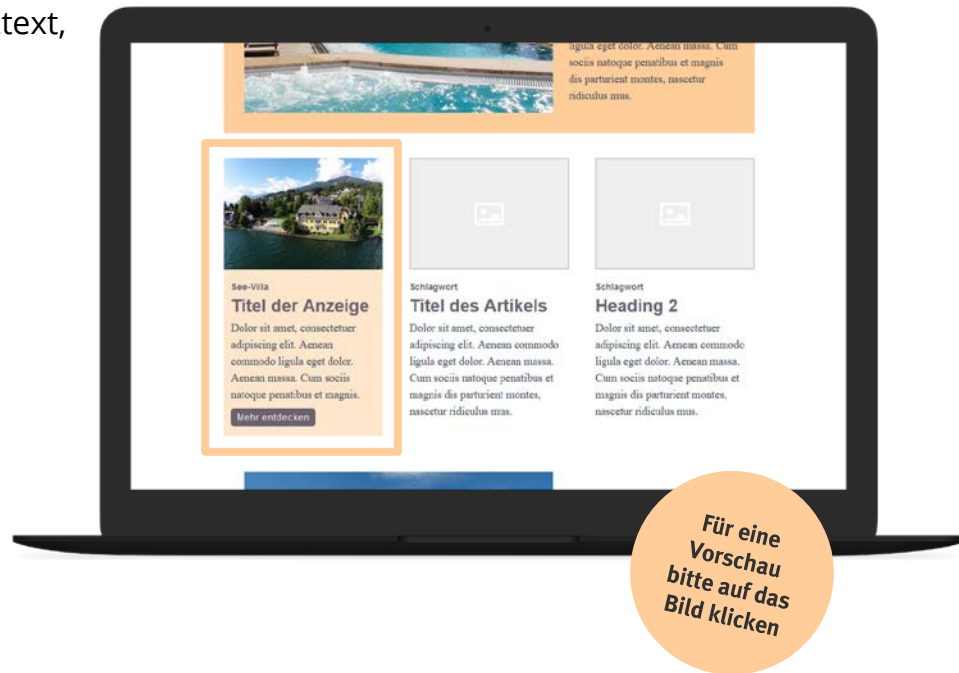 text,
ligula eget dolor. Aenean massa. Cum
sociis natoque penatibus et magnis
dis parturient montes, nascetur
ridiculus mus.
See-Villa
Titel der Anzeige
Dolor sit amet, consectetuer
adipiscing elit. Aenean
commodo ligula eget dolor.
Aenean massa. Cum sociis
natoque penatibus et magnis.
Mehr entdecken
Schlagwort
Titel des Artikels
Dolor sit amet, consectetuer
adipiscing elit. Aenean commodo
ligula eget dolor. Aenean massa.
Cum sociis natoque penatibus et
magnis dis parturient montes,
nascetur ridiculus mus.
Schlagwort
Heading 2
Dolor sit amet, consectetuer
adipiscing elit. Aenean commodo
ligula eget dolor. Aenean massa.
Cum sociis natoque penatibus et
magnis dis parturient montes,
nascetur ridiculus mus.
Für eine
Vorschau
bitte auf das
Bild klicken